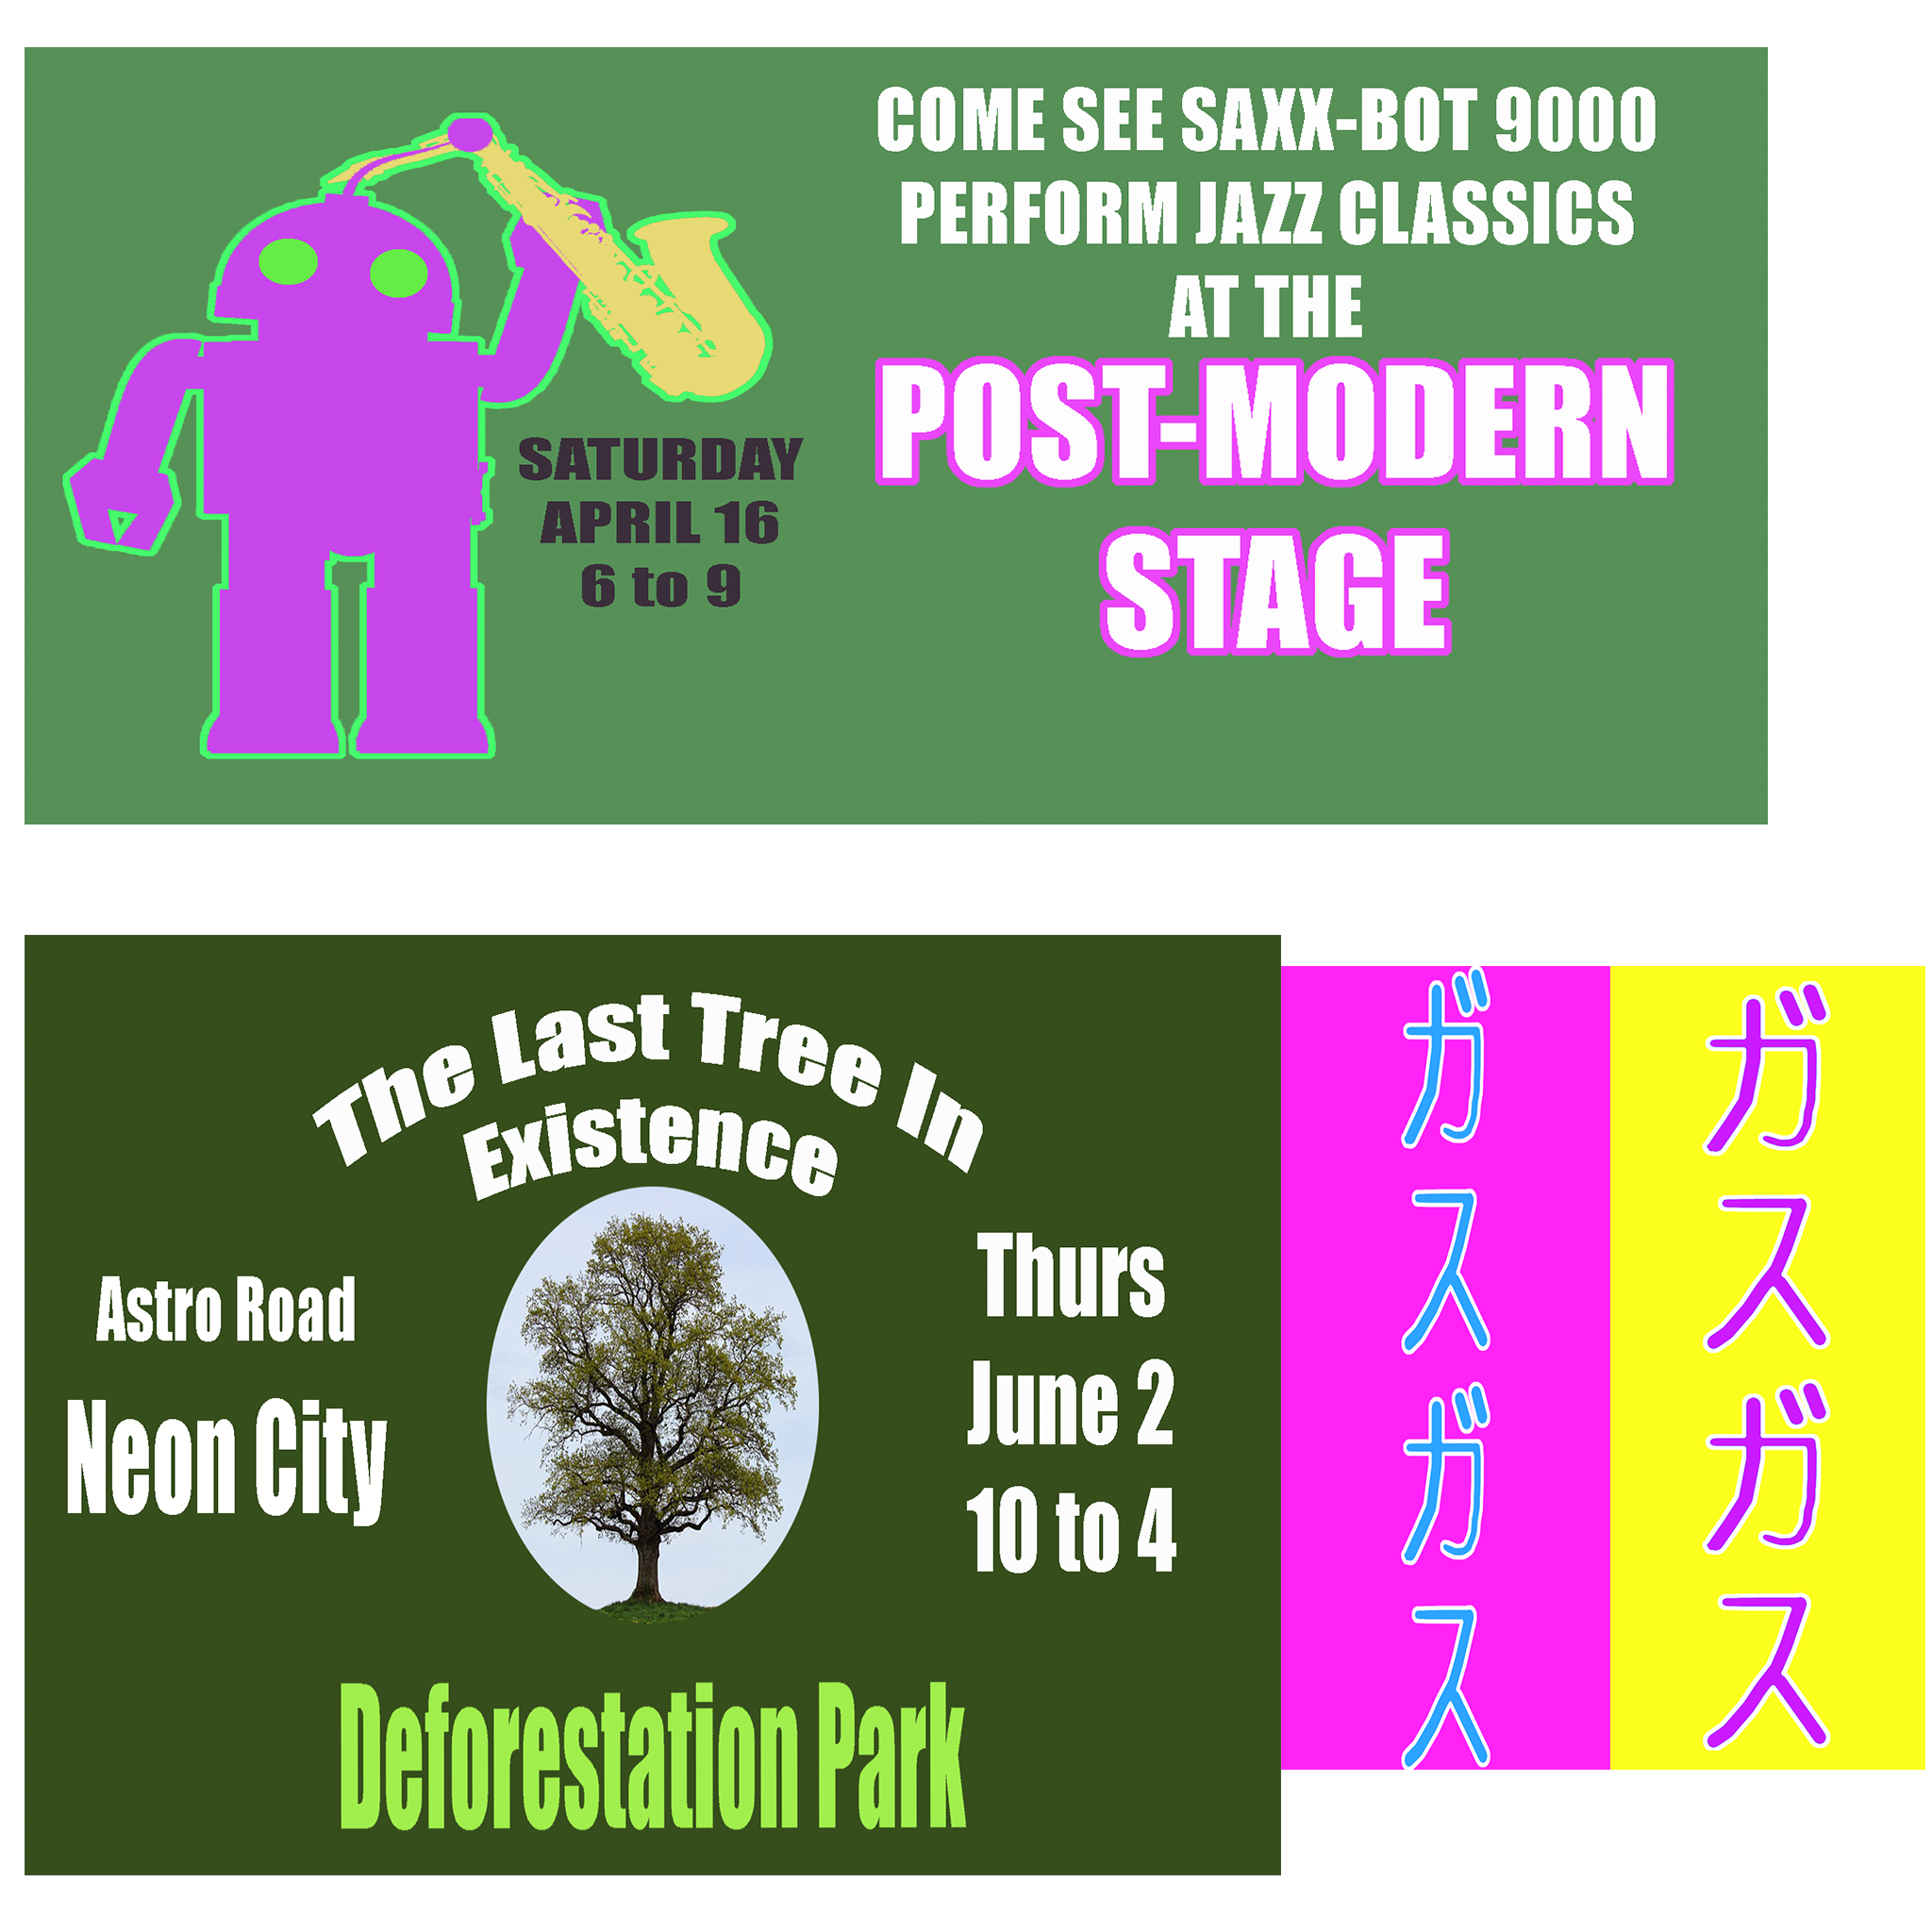 COME SEE SAXX-BOT 9000
PERFORM JAZZ CLASSICS
AT THE
POST-MODERN
STAGE
SATURDAY
APRIL 16
6 to 9
The Last Tree In
Existence
Astro Road
Neon City
Thurs
June 2
10 to 4
Deforestation Park
ガスガス
ガスガス